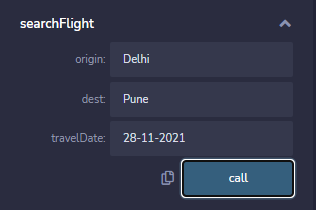 searchFlight
origin: Delhi
dest: Pune
travelDate: 28-11-2021
call